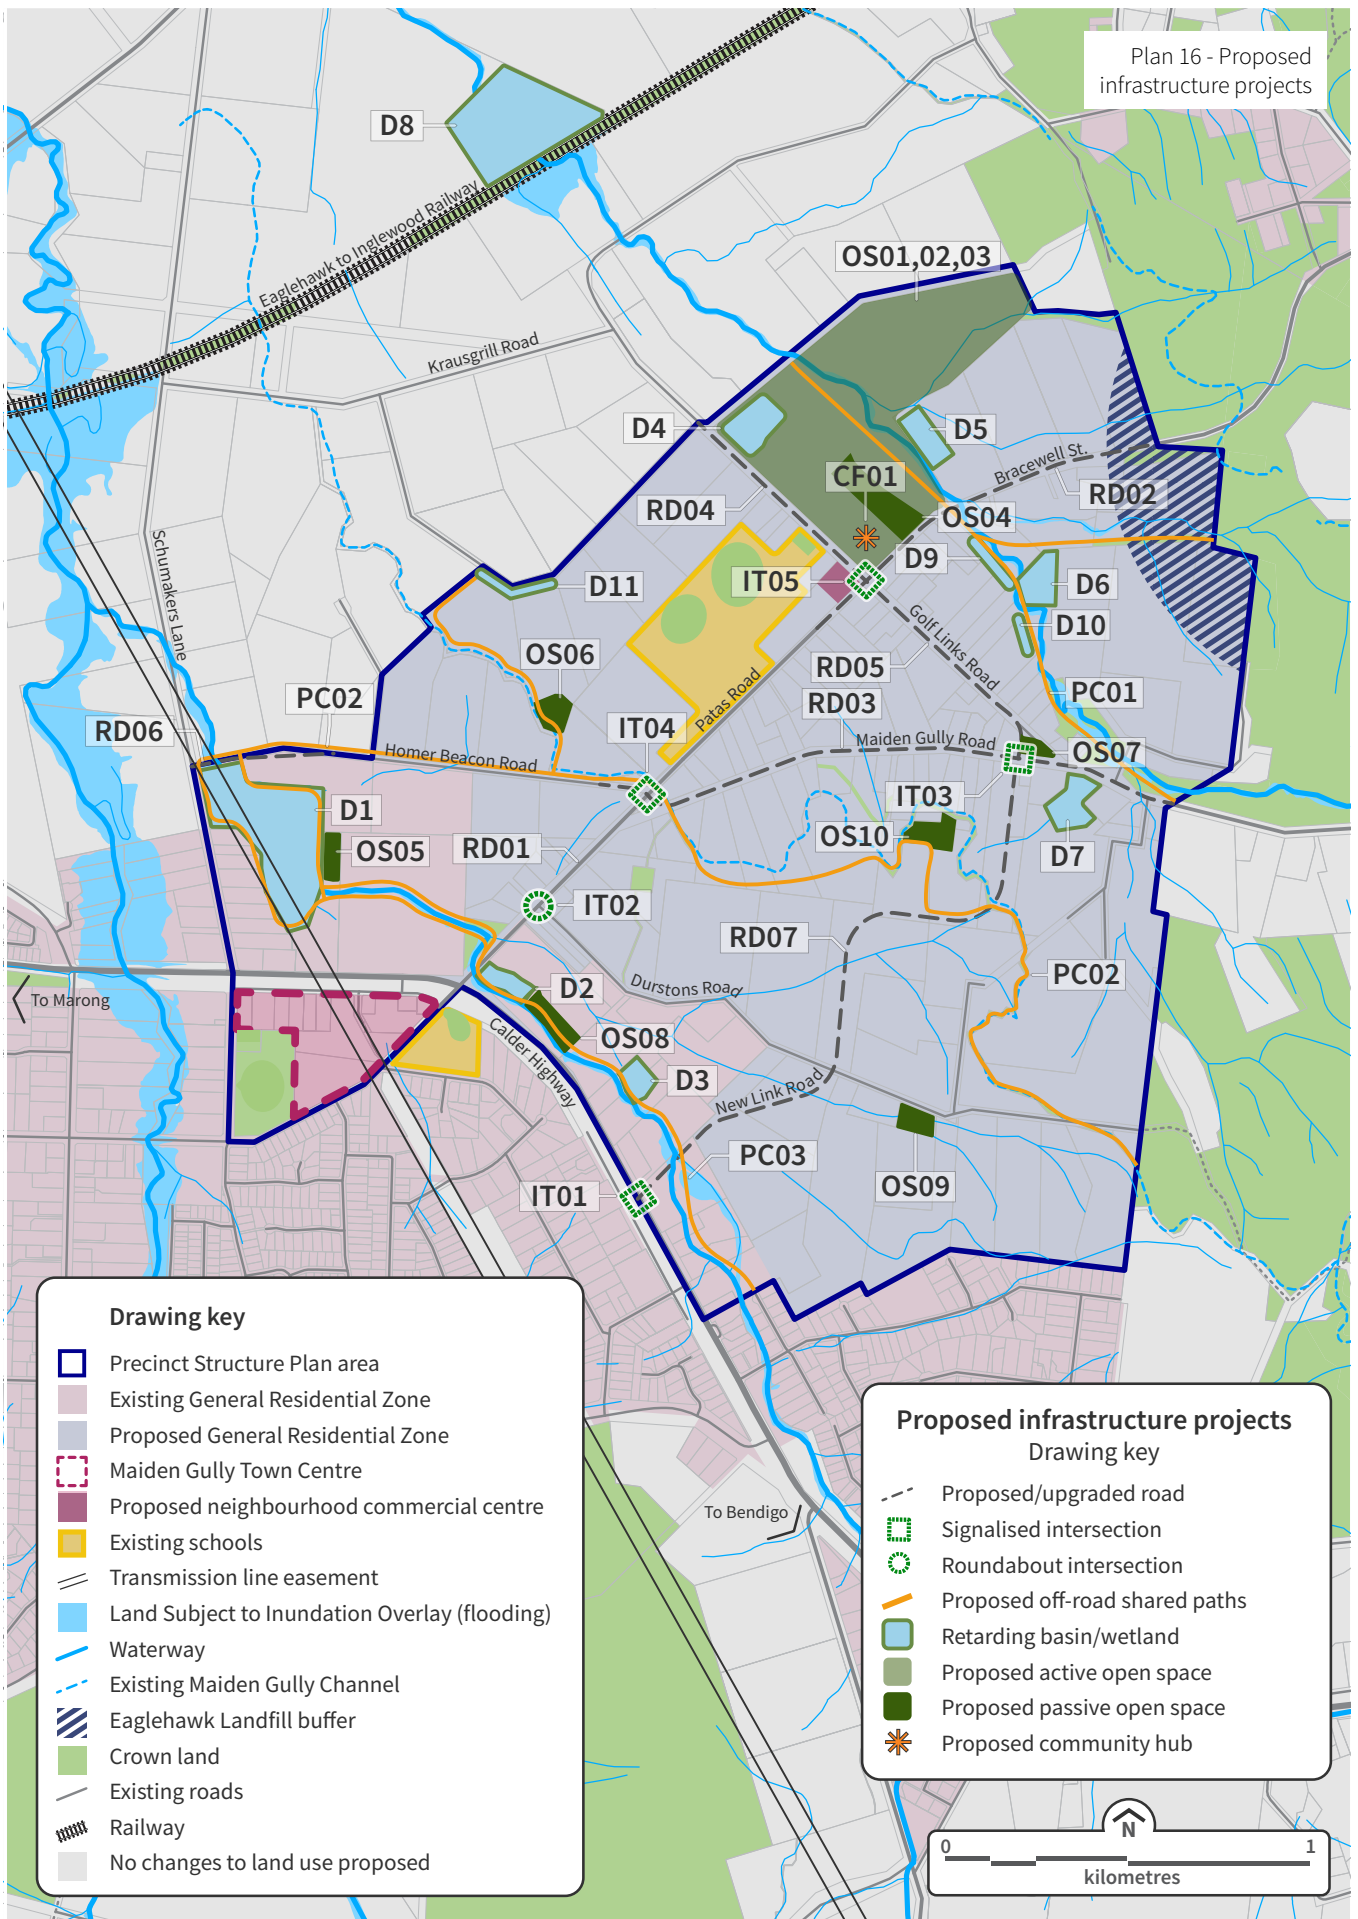 Plan 16 - Proposed
infrastructure projects
D8
Eaglehawk to Inglewood Railway
OS01,02,03
Krausgrill Road
D4
D5
Bracewell St.
CF01
RD02
RD04
OS04
Schumakers Lane
D9
IT05
D11
D6
Golf Links Road
D10
OS06
RD05
PC02
Patas Road
PC01
RD03
RD06
IT04
Maiden Gully Road
OS07
Homer Beacon Road
IT03
D1
OS10
OS05
RD01
D7
IT02
RD07
PC02
D2
Durstons Road
To Marong
OS08
Calder Highway
D3
New Link Road
PC03
OS09
IT01
To Bendigo
Drawing key
Precinct Structure Plan area
Existing General Residential Zone
Proposed General Residential Zone
Maiden Gully Town Centre
Proposed neighbourhood commercial centre
Existing schools
Transmission line easement
Land Subject to Inundation Overlay (flooding)
Waterway
Existing Maiden Gully Channel
Eaglehawk Landfill buffer
Crown land
Existing roads
Railway
No changes to land use proposed
Proposed infrastructure projects
Drawing key
Proposed/upgraded road
Signalised intersection
Roundabout intersection
Proposed off-road shared paths
Retarding basin/wetland
Proposed active open space
Proposed passive open space
Proposed community hub
N
0 1
kilometres